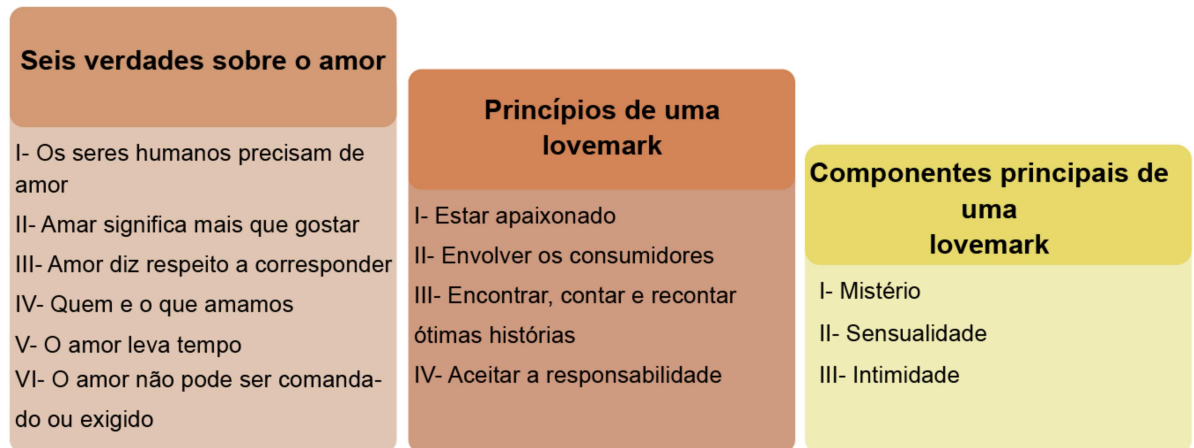 Seis verdades sobre o amor
I- Os seres humanos precisam de
amor
II- Amar significa mais que gostar
III- Amor diz respeito a corresponder
IV- Quem e o que amamos
V- O amor leva tempo
VI- O amor não pode ser comanda-
do ou exigido
Princípios de uma
lovemark
I- Estar apaixonado
II- Envolver os consumidores
III- Encontrar, contar e recontar
ótimas histórias
IV- Aceitar a responsabilidade
Componentes principais de
uma
lovemark
I- Mistério
II- Sensualidade
III- Intimidade